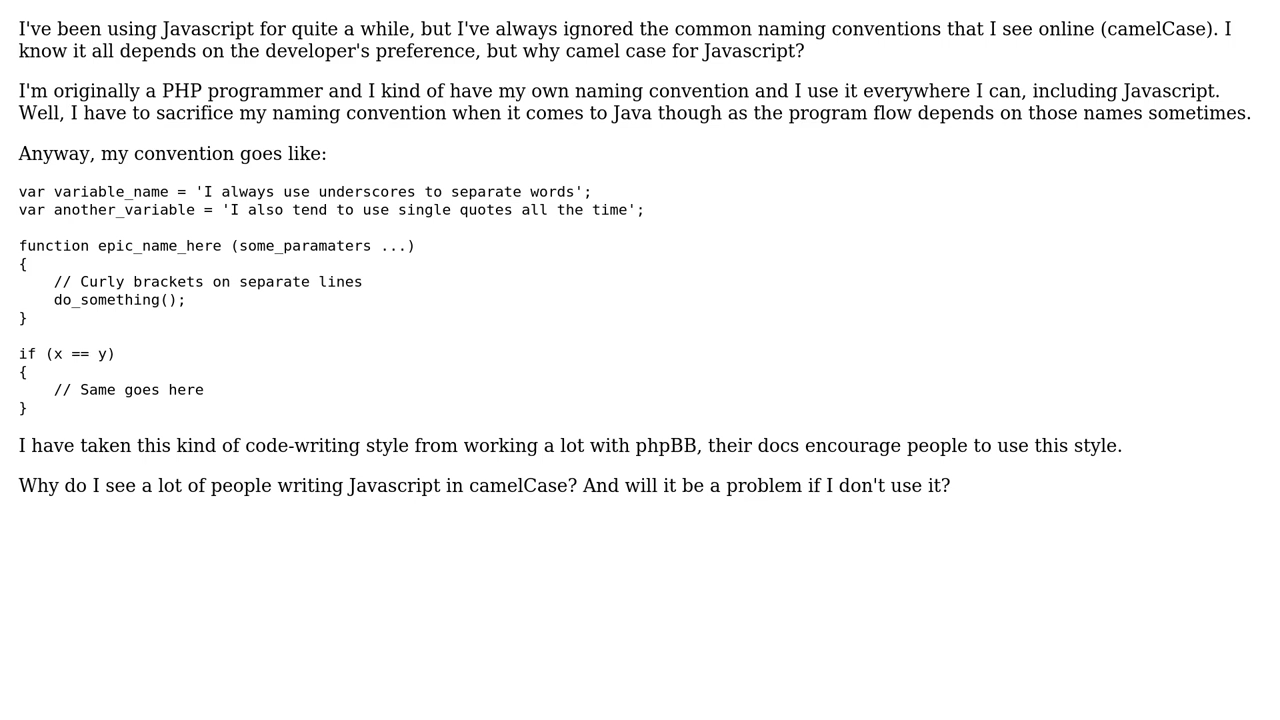 I've been using Javascript for quite a while, but I've always ignored the common naming conventions that I see online (camelCase). I
know it all depends on the developer's preference, but why camel case for Javascript?
I'm originally a PHP programmer and I kind of have my own naming convention and I use it everywhere I can, including Javascript.
Well, I have to sacrifice my naming convention when it comes to Java though as the program flow depends on those names sometimes.
Anyway, my convention goes like:
var variable_name = 'I always use underscores to separate words';
var another_variable = 'I also tend to use single quotes all the time';
function epic_name_here (some_paramaters ...)
{
    // Curly brackets on separate lines
    do_something();
}
if (x == y)
{
    // Same goes here
}
I have taken this kind of code-writing style from working a lot with phpBB, their docs encourage people to use this style.
Why do I see a lot of people writing Javascript in camelCase? And will it be a problem if I don't use it?